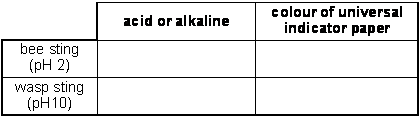 acid or alkaline
colour of universal
indicator paper
bee sting
(pH 2)
wasp sting
(pH10)